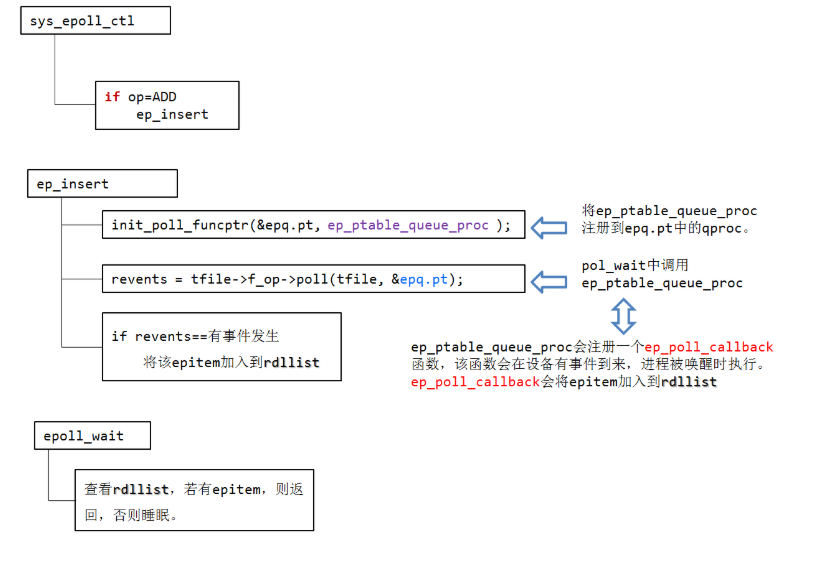 sys_epoll_ctl
if op=ADD
ep_insert
ep_insert
init_poll_funcptr(&epq.pt, ep_ptable_queue_proc );
将ep_ptable_queue_proc
注册到epq.pt中的qproc。
revents = tfile->f_op->poll(tfile, &epq.pt);
pol_wait中调用
ep_ptable_queue_proc
if revents==有事件发生
将该epitem加入到rdllist
ep_ptable_queue_proc会注册一个ep_poll_callback
函数，该函数会在设备有事件到来，进程被唤醒时执行。
ep_poll_callback会将epitem加入到rdllist
epoll_wait
查看rdllist，若有epitem，则返
回，否则睡眠。